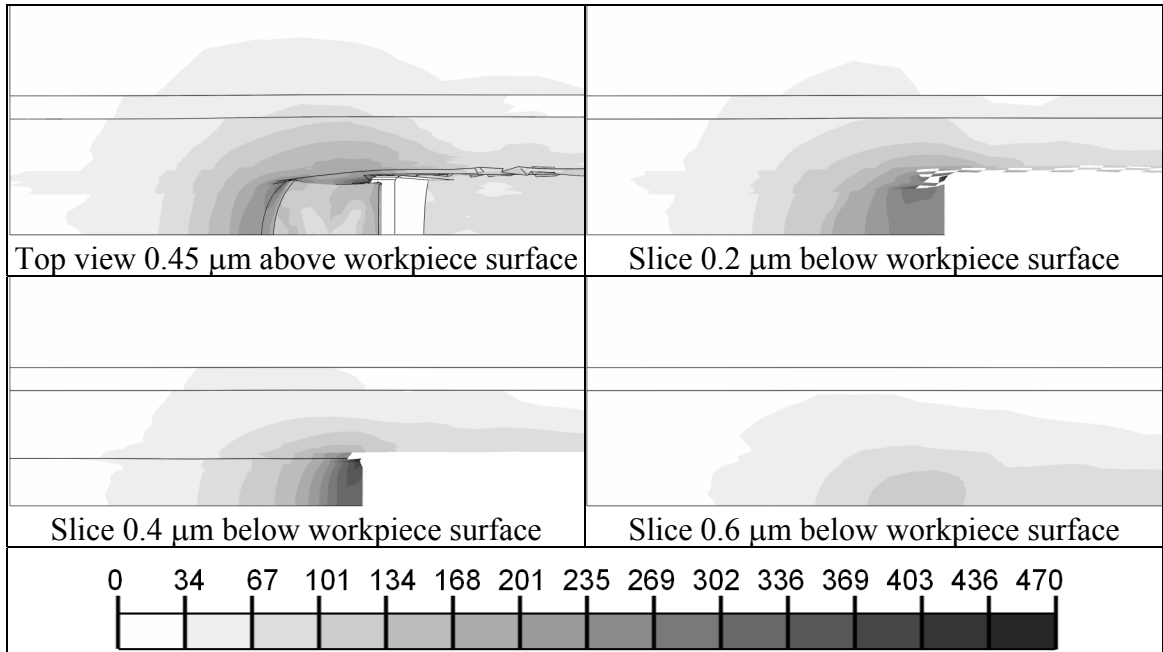 Top view 0.45 μm above workpiece surface
Slice 0.2 μm below workpiece surface
Slice 0.4 μm below workpiece surface
Slice 0.6 μm below workpiece surface
0 34 67 101 134 168 201 235 269 302 336 369 403 436 470